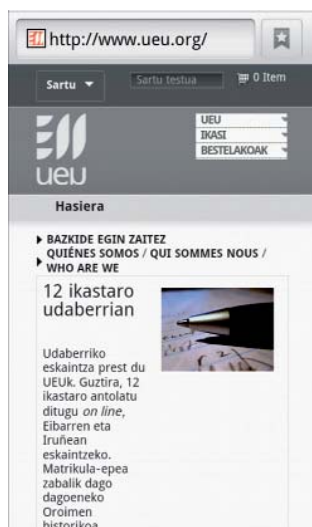 http://www.ueu.org/
Sartu
Sartu testua
0 Item
UEU
IKASI
BESTELAKOAK
ueu
Hasiera
BAZKIDE EGIN ZAITEZ
QUIÉNES SOMOS / QUI SOMMES NOUS /
WHO ARE WE
12 ikastaro
udaberrian
Udaberriko
eskaintza prest du
UEUk. Guztira, 12
ikastaro antolatu
ditugu on line,
Eibarren eta
Iruñean
eskaintzeko.
Matrikula-epea
zabalik dago
dagoeneko
Oroimen
historikoa